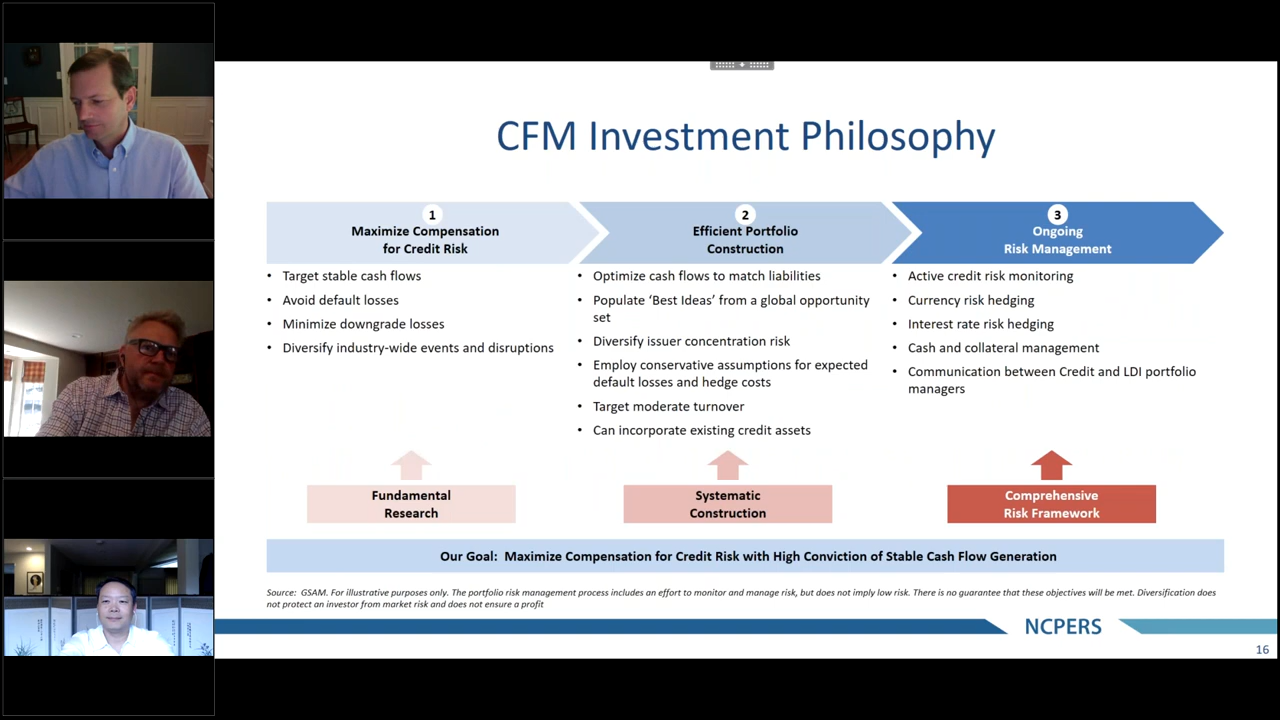 CFM Investment Philosophy
1
Maximize Compensation
for Credit Risk
• Target stable cash flows
• Avoid default losses
• Minimize downgrade losses
• Diversify industry-wide events and disruptions
Fundamental
Research
2
Efficient Portfolio
Construction
• Optimize cash flows to match liabilities
• Populate ‘Best Ideas’ from a global opportunity
set
• Diversify issuer concentration risk
• Employ conservative assumptions for expected
default losses and hedge costs
• Target moderate turnover
• Can incorporate existing credit assets
Systematic
Construction
3
Ongoing
Risk Management
• Active credit risk monitoring
• Currency risk hedging
• Interest rate risk hedging
• Cash and collateral management
• Communication between Credit and LDI portfolio
managers
Comprehensive
Risk Framework
Our Goal: Maximize Compensation for Credit Risk with High Conviction of Stable Cash Flow Generation
Source: GSAM. For illustrative purposes only. The portfolio risk management process includes an effort to monitor and manage risk, but does not imply low risk. There is no guarantee that these objectives will be met. Diversification does
not protect an investor from market risk and does not ensure a profit
NCPERS
16